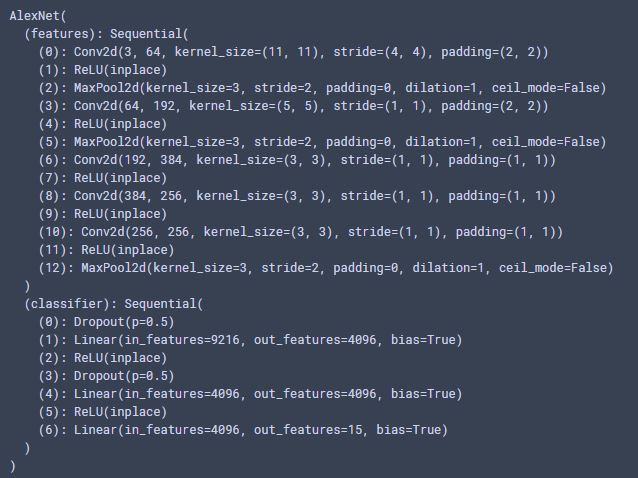 AlexNet(
  (features): Sequential(
    (0): Conv2d(3, 64, kernel_size=(11, 11), stride=(4, 4), padding=(2, 2))
    (1): ReLU(inplace)
    (2): MaxPool2d(kernel_size=3, stride=2, padding=0, dilation=1, ceil_mode=False)
    (3): Conv2d(64, 192, kernel_size=(5, 5), stride=(1, 1), padding=(2, 2))
    (4): ReLU(inplace)
    (5): MaxPool2d(kernel_size=3, stride=2, padding=0, dilation=1, ceil_mode=False)
    (6): Conv2d(192, 384, kernel_size=(3, 3), stride=(1, 1), padding=(1, 1))
    (7): ReLU(inplace)
    (8): Conv2d(384, 256, kernel_size=(3, 3), stride=(1, 1), padding=(1, 1))
    (9): ReLU(inplace)
    (10): Conv2d(256, 256, kernel_size=(3, 3), stride=(1, 1), padding=(1, 1))
    (11): ReLU(inplace)
    (12): MaxPool2d(kernel_size=3, stride=2, padding=0, dilation=1, ceil_mode=False)
  )
  (classifier): Sequential(
    (0): Dropout(p=0.5)
    (1): Linear(in_features=9216, out_features=4096, bias=True)
    (2): ReLU(inplace)
    (3): Dropout(p=0.5)
    (4): Linear(in_features=4096, out_features=4096, bias=True)
    (5): ReLU(inplace)
    (6): Linear(in_features=4096, out_features=15, bias=True)
  )
)